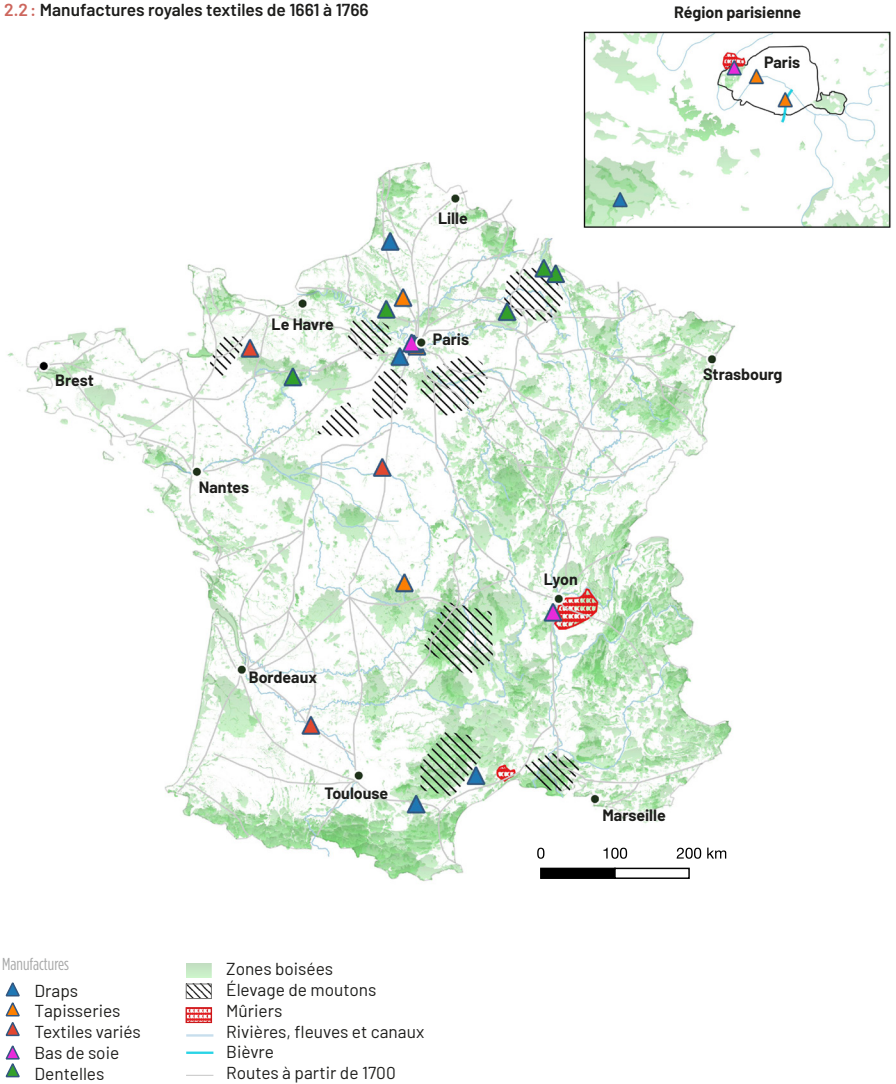 2.2 : Manufactures royales textiles de 1661 à 1766
Région parisienne
Paris
Lille
Le Havre
Paris
Brest
Strasbourg
Nantes
Lyon
Bordeaux
Toulouse
Marseille
0 100 200 km
Manufactures
Draps
Tapisseries
Textiles variés
Bas de soie
Dentelles
Zones boisées
Élevage de moutons
Mûriers
Rivières, fleuves et canaux
Bièvre
Routes à partir de 1700